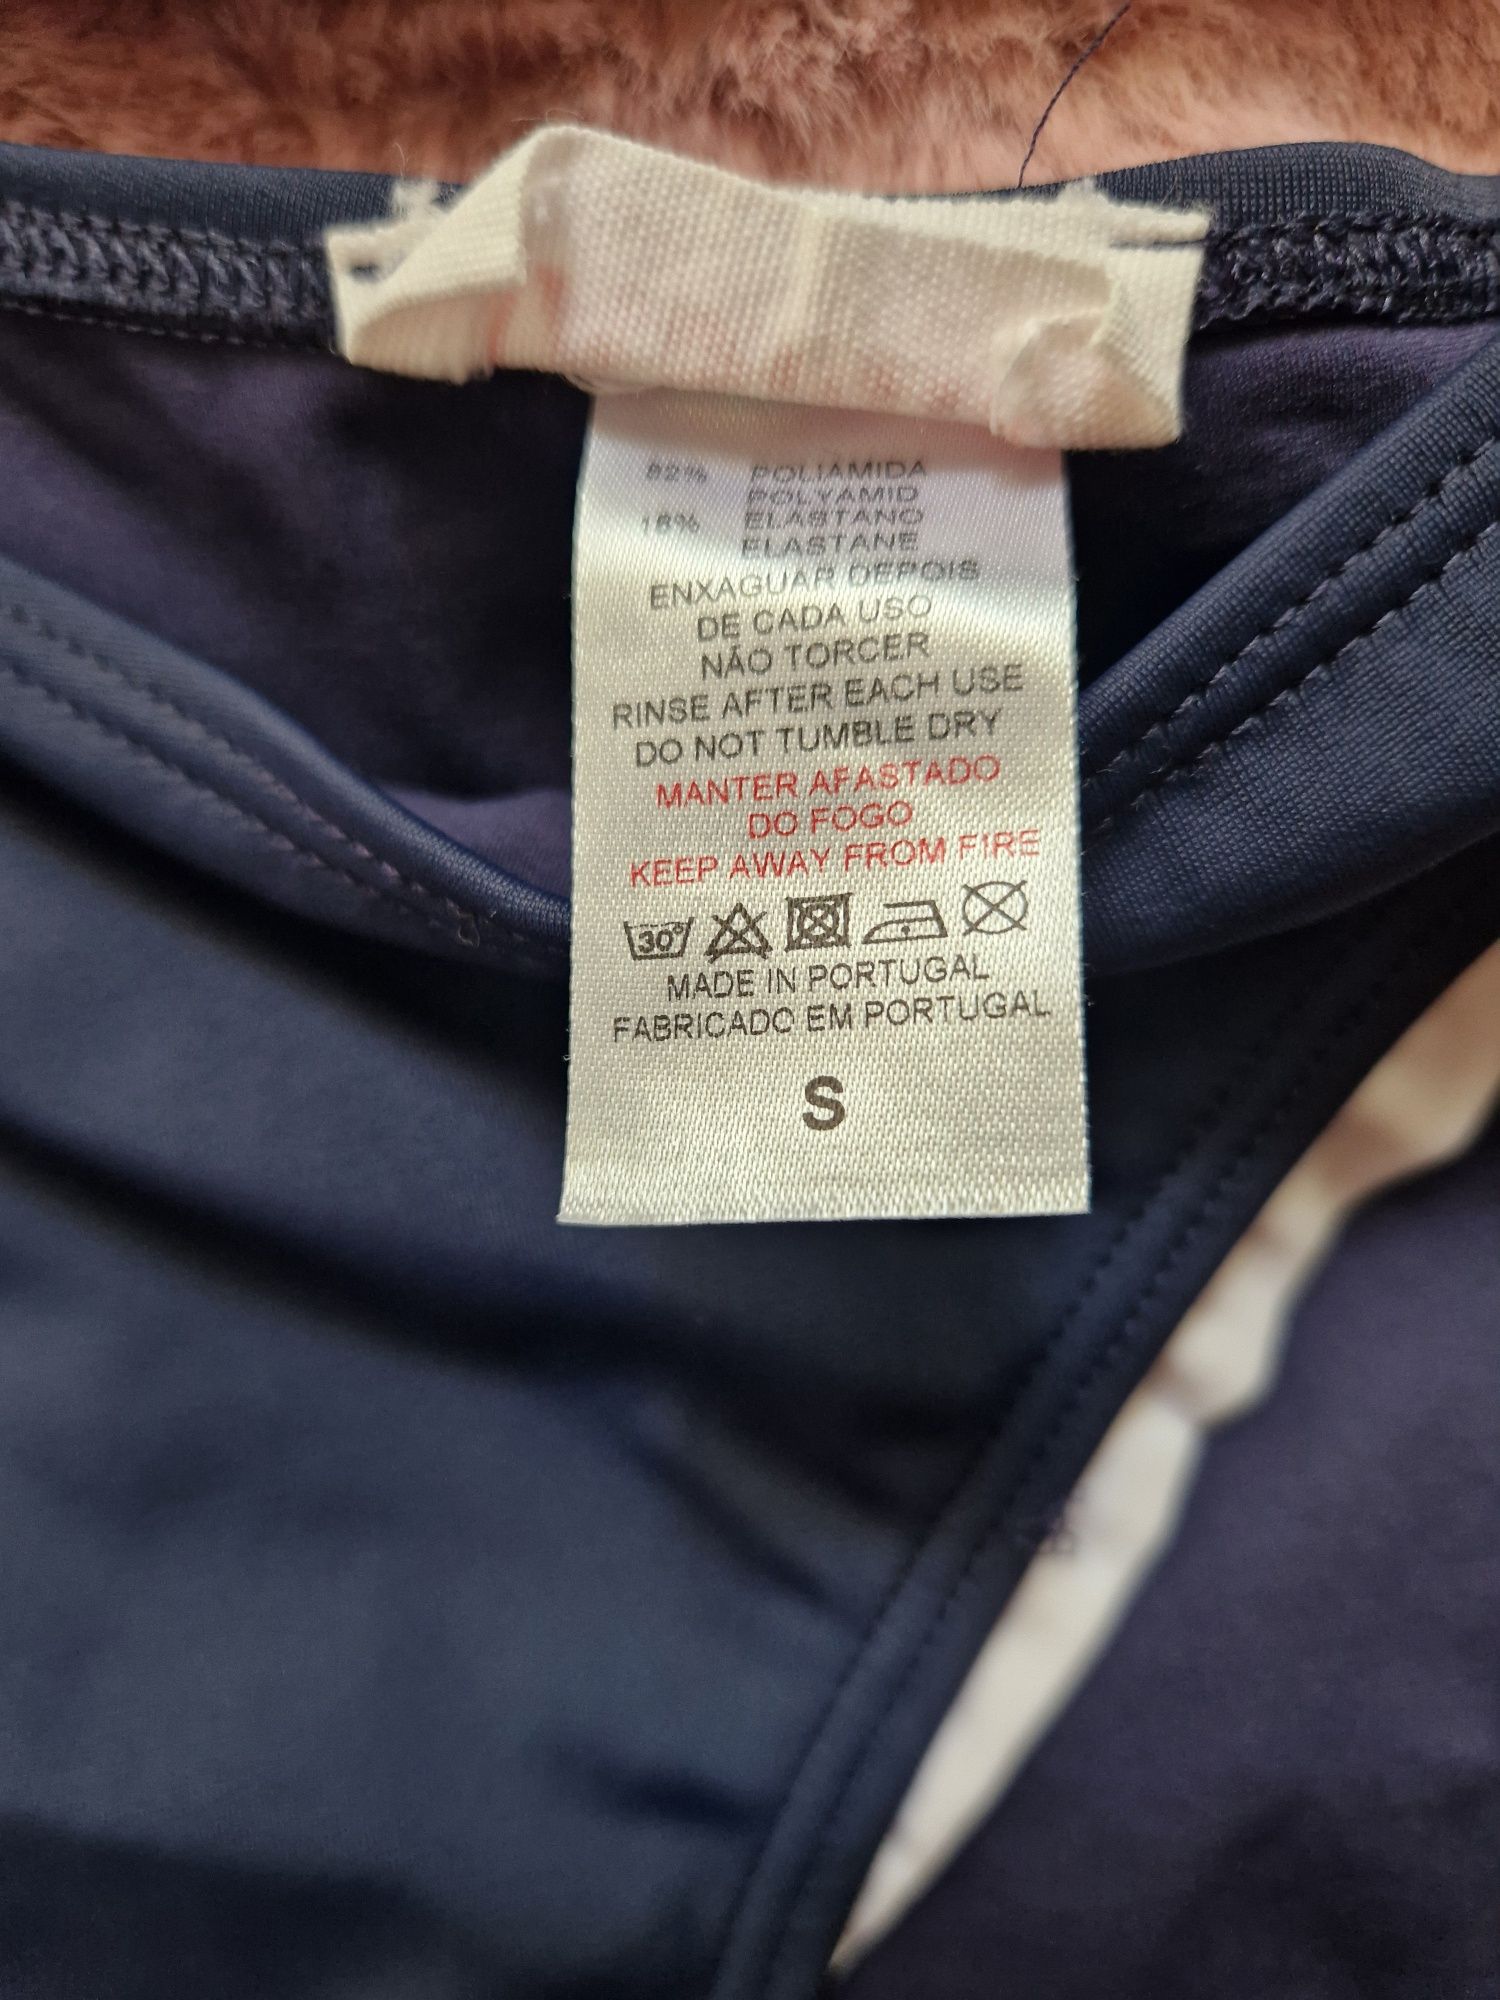 82% POLIAMIDA
POLYAMID
18% ELASTANO
ELASTANE
ENXAGUAR DEPOIS
DE CADA USO
NÃO TORCER
RINSE AFTER EACH USE
DO NOT TUMBLE DRY
MANTER AFASTADO
DO FOGO
KEEP AWAY FROM FIRE
30°
MADE IN PORTUGAL
FABRICADO EM PORTUGAL
S